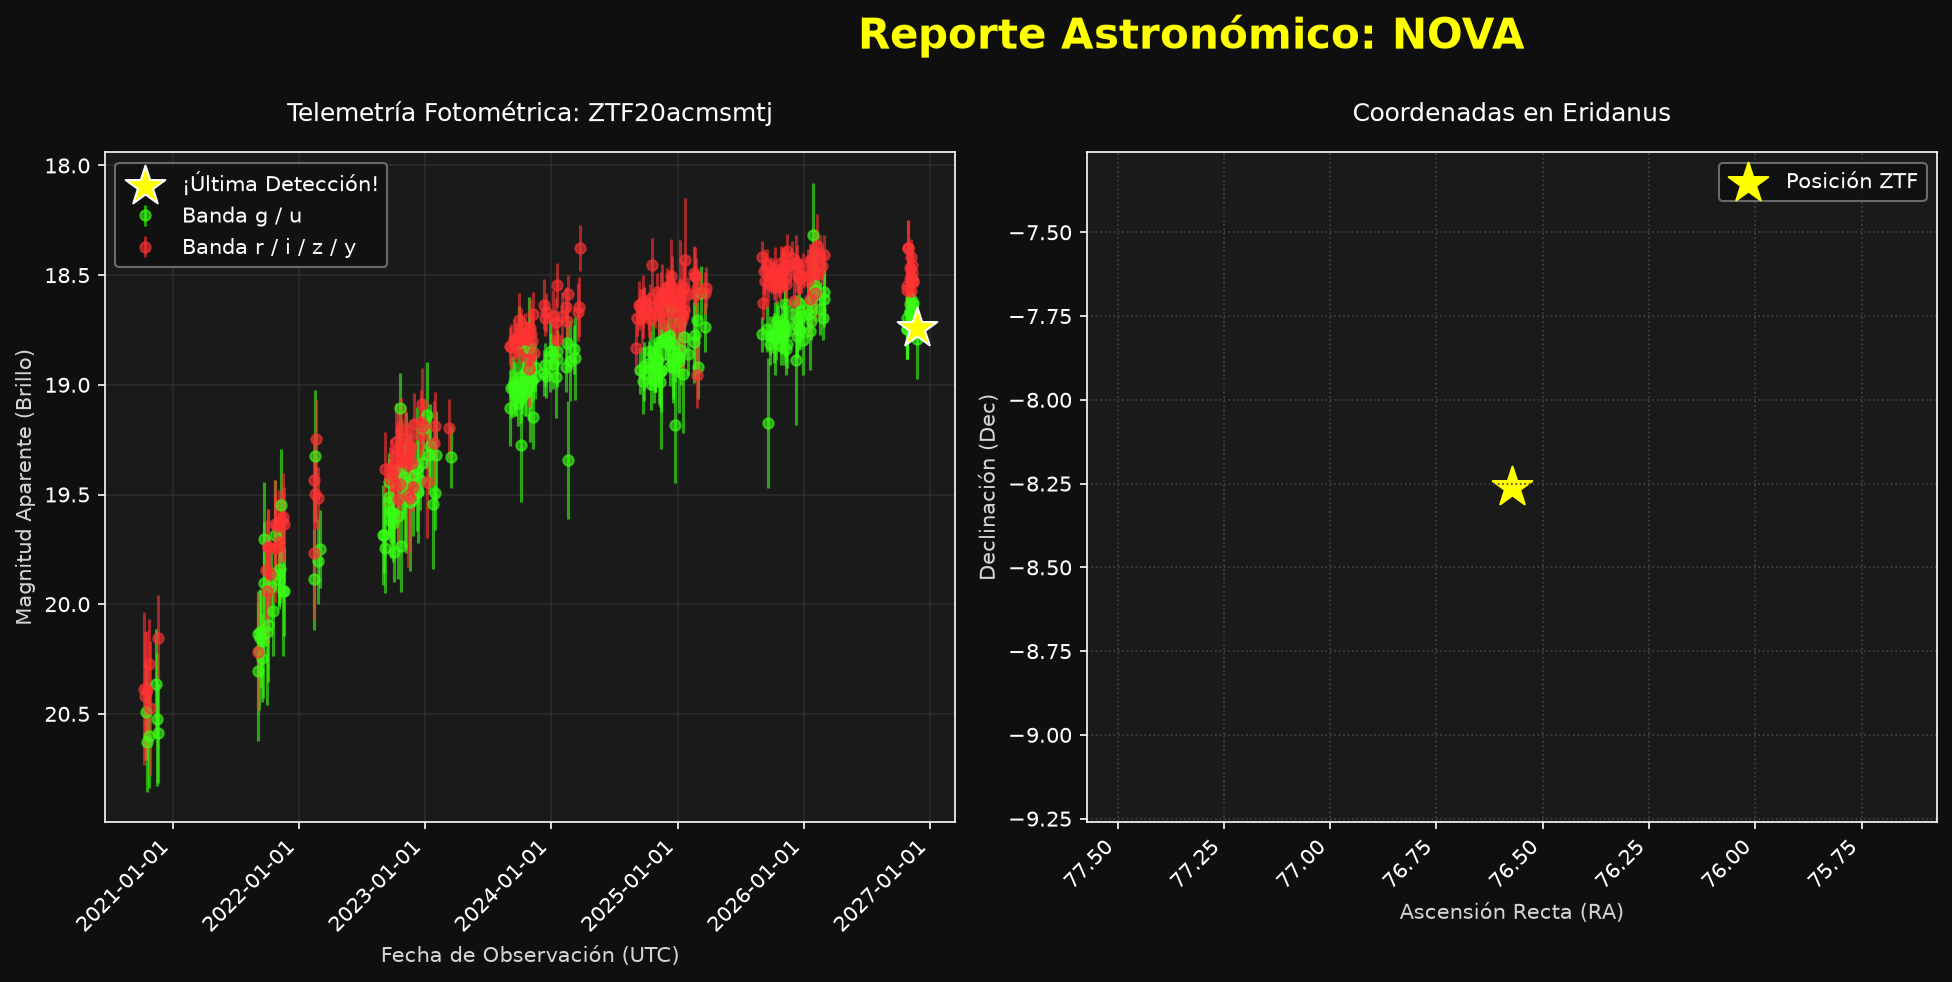 Reporte Astronómico: NOVA
Telemetría Fotométrica: ZTF20acmsmtj
¡Última Detección!
Banda g / u
Banda r / i / z / y
Magnitud Aparente (Brillo)
18.0
18.5
19.0
19.5
20.0
20.5
2021-01-01
2022-01-01
2023-01-01
2024-01-01
2025-01-01
2026-01-01
2027-01-01
Fecha de Observación (UTC)
Coordenadas en Eridanus
Posición ZTF
Declinación (Dec)
−7.50
−7.75
−8.00
−8.25
−8.50
−8.75
−9.00
−9.25
77.50
77.25
77.00
76.75
76.50
76.25
76.00
75.75
Ascensión Recta (RA)